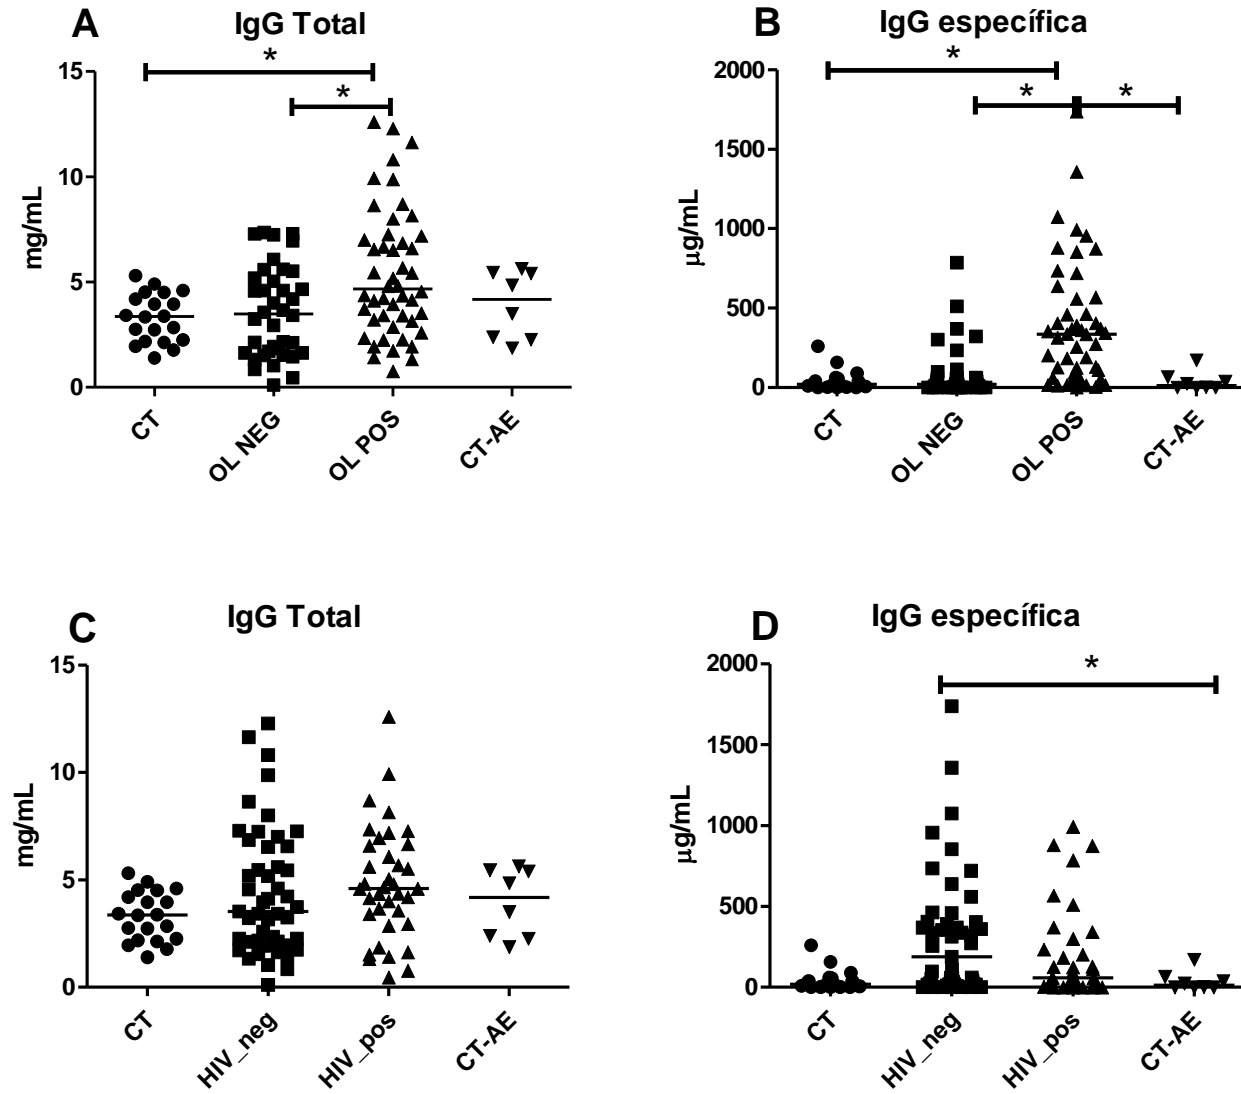 A
IgG Total
*
*
15
10
5
0
mg/mL
CT
OL NEG
OL POS
CT-AE
B
IgG específica
*
*
*
2000
1500
1000
500
0
µg/mL
CT
OL NEG
OL POS
CT-AE
C
IgG Total
15
10
5
0
mg/mL
CT
HIV_neg
HIV_pos
CT-AE
D
IgG específica
*
2000
1500
1000
500
0
µg/mL
CT
HIV_neg
HIV_pos
CT-AE